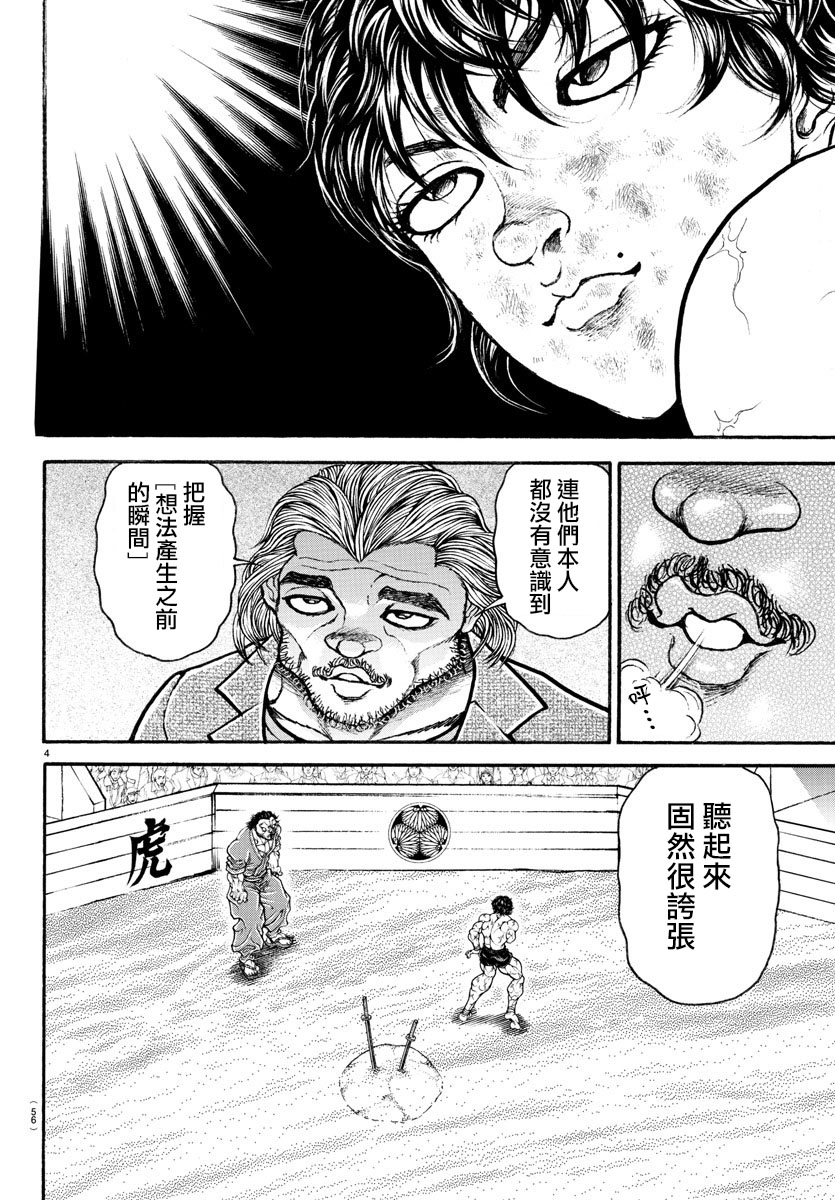 呼…
連他們本人
都沒有意識到
把握
［想法產生之前
的瞬間］
4
聽起來
固然很誇張
虎
（56）